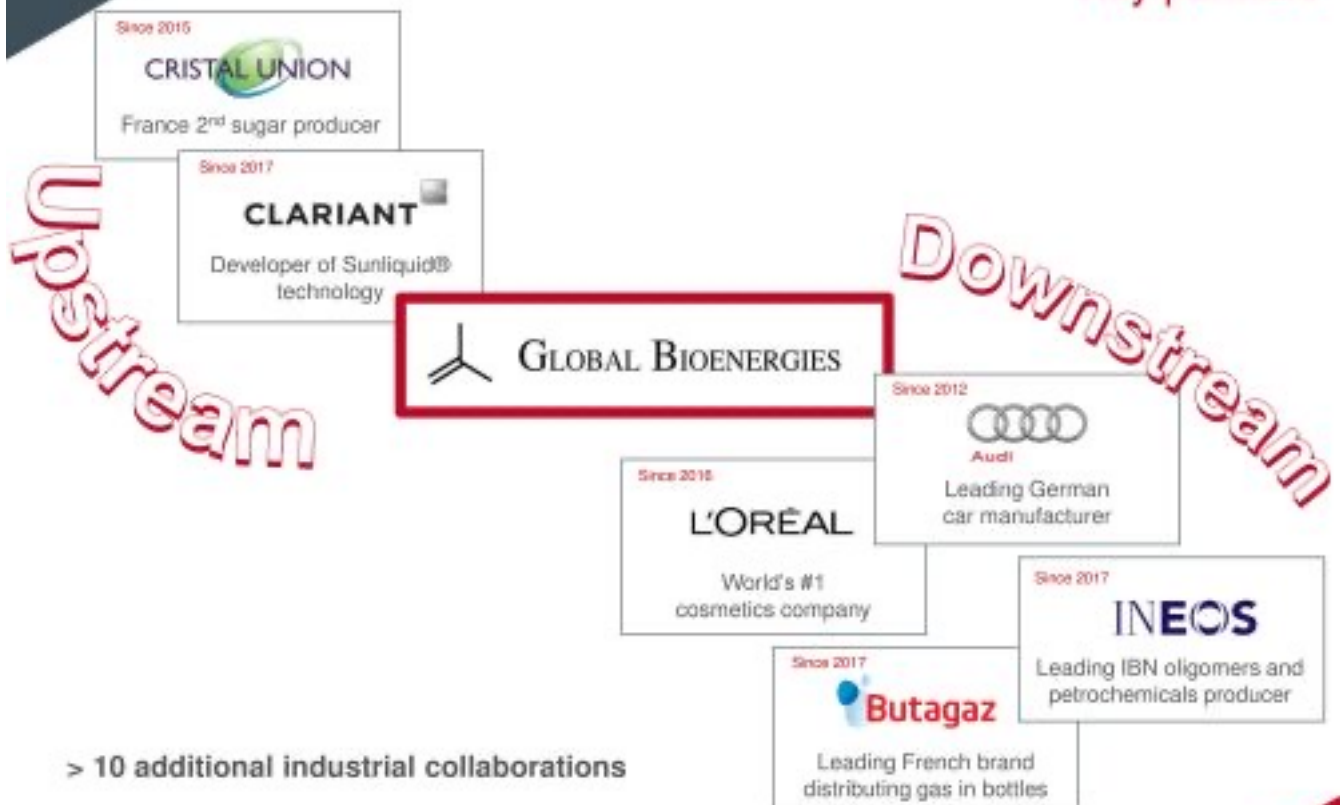 Since 2015
CRISTAL UNION
France 2nd sugar producer
Since 2017
CLARIANT
Developer of Sunliquid®
technology
Upstream
GLOBAL BIOENERGIES
Downstream
Since 2012
Audi
Leading German
car manufacturer
Since 2016
L'ORÉAL
World's #1
cosmetics company
Since 2017
INEOS
Leading IBN oligomers and
petrochemicals producer
Since 2017
Butagaz
Leading French brand
distributing gas in bottles
> 10 additional industrial collaborations